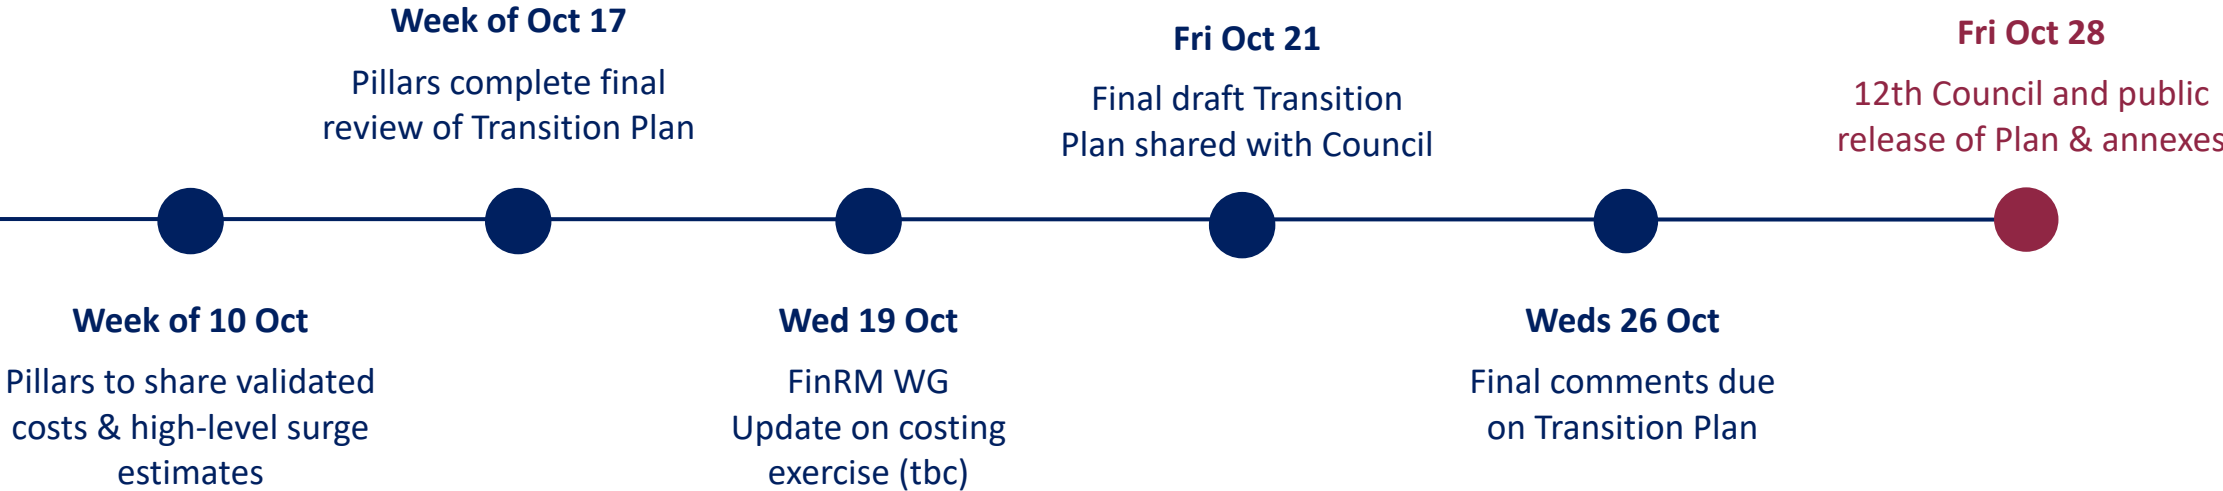 Week of Oct 17
Pillars complete final
review of Transition Plan
Fri Oct 21
Final draft Transition
Plan shared with Council
Fri Oct 28
12th Council and public
release of Plan & annexes
Week of 10 Oct
Pillars to share validated
costs & high-level surge
estimates
Wed 19 Oct
FinRM WG
Update on costing
exercise (tbc)
Weds 26 Oct
Final comments due
on Transition Plan